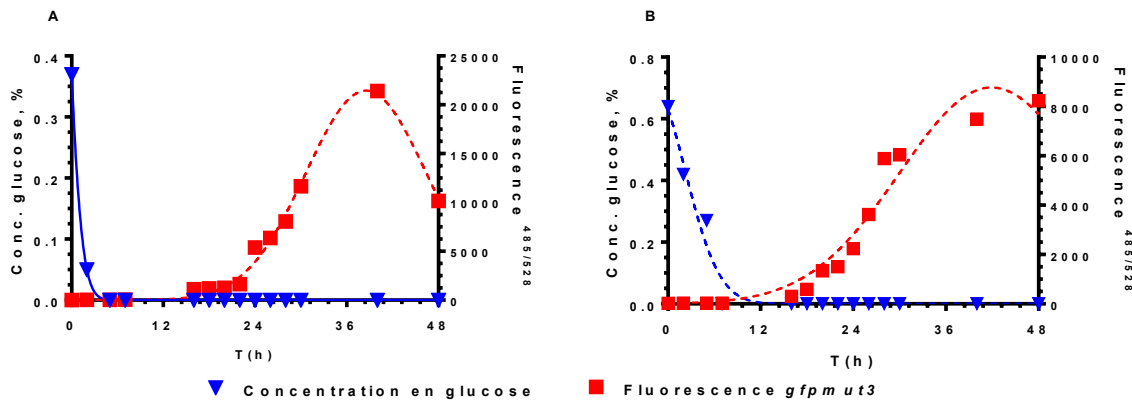 A
B
0.4
0.3
0.2
0.1
0.0
Conc. glucose, %
25000
20000
15000
10000
5000
0
Fluorescence 485/528
0 12 24 36 48
T(h)
0.8
0.6
0.4
0.2
0.0
Conc. glucose, %
10000
8000
6000
4000
2000
0
Fluorescence 485/528
0 12 24 36 48
T(h)
Concentration en glucose
Fluorescence gfpmut3